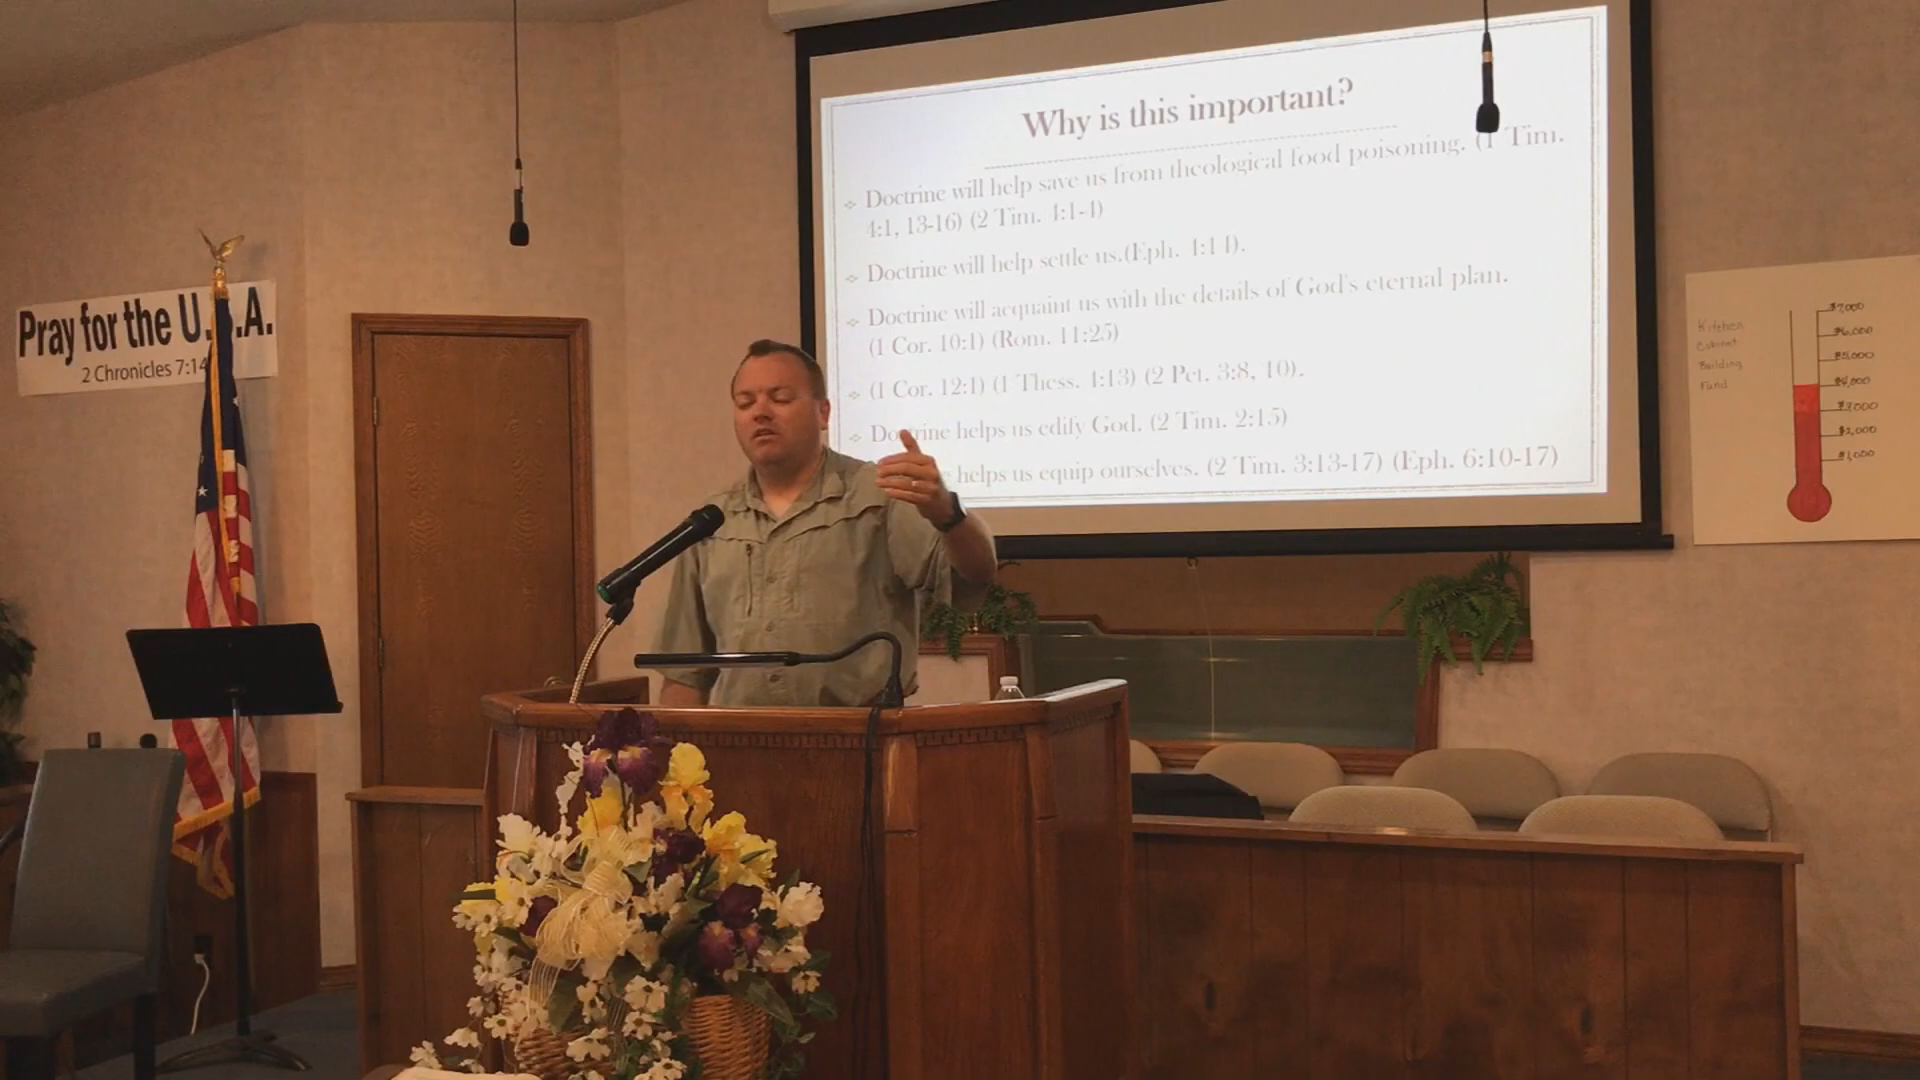 Pray for the U. .A.
2 Chronicles 7:14
Why is this important?
Doctrine will help save us from theological food poisoning. (1 Tim.
4:1, 13-16) (2 Tim. 4:1-4)
Doctrine will help settle us.(Eph. 4:14).
Doctrine will acquaint us with the details of God's eternal plan.
(1 Cor. 10:1) (Rom. 11:25)
(1 Cor. 12:1) (1 Thess. 4:13) (2 Pet. 3:8, 10).
Doctrine helps us edify God. (2 Tim. 2:15)
helps us equip ourselves. (2 Tim. 3:13-17) (Eph. 6:10-17)
Kitchen
Cabinet
Building
Fund
$7,000
$6,000
$5,000
$4,000
$3,000
$2,000
$1,000